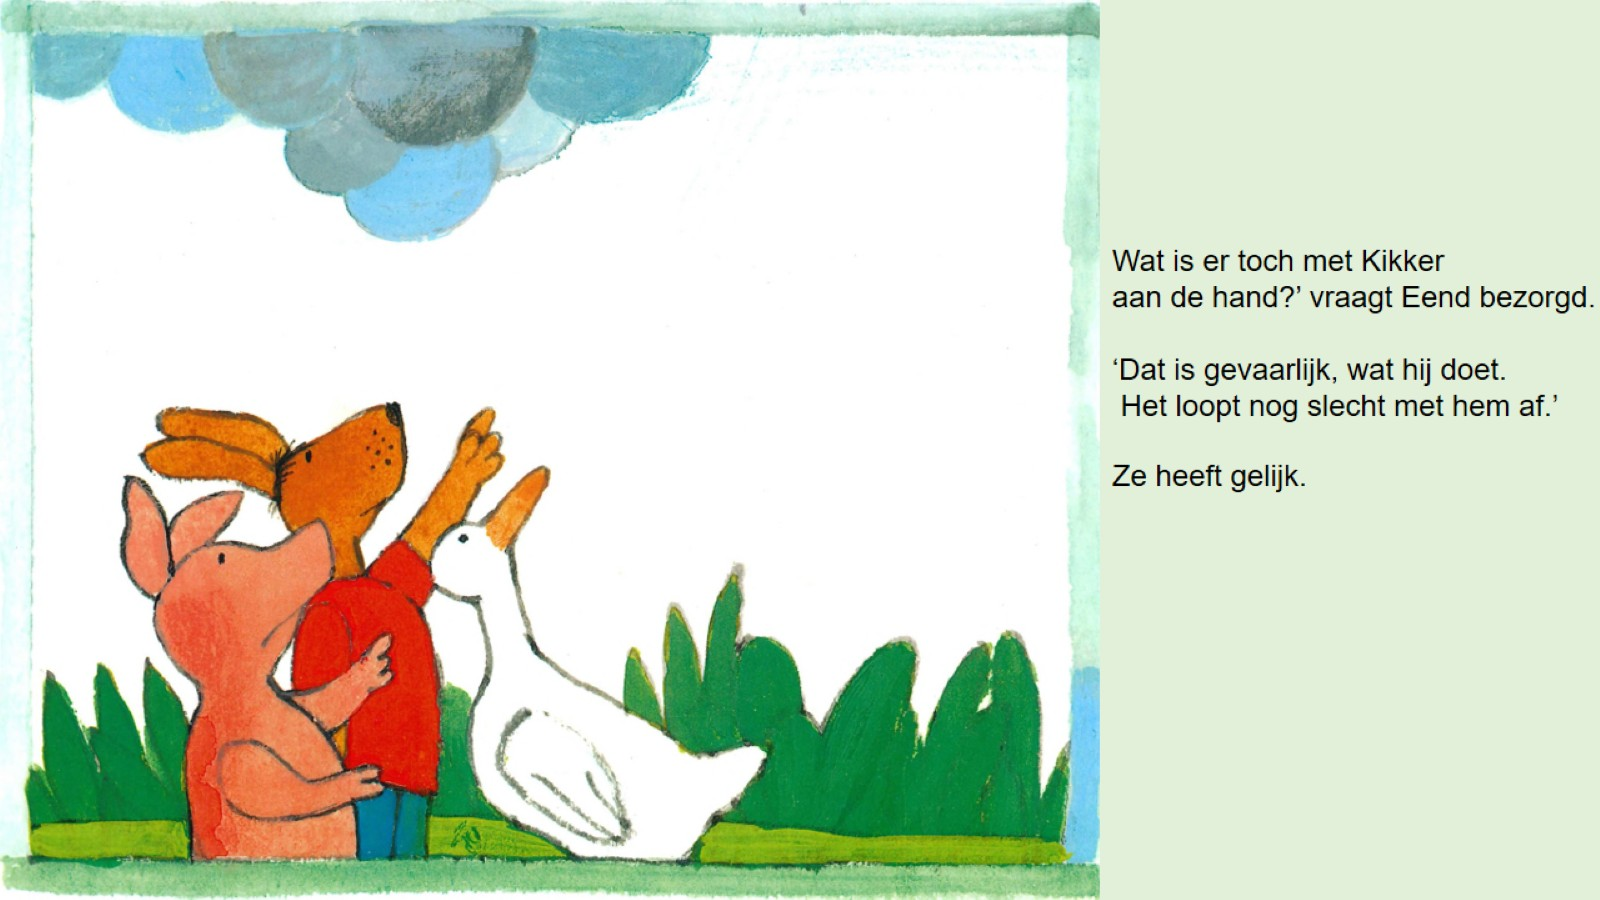 Wat is er toch met Kikker
aan de hand?’ vraagt Eend bezorgd.
‘Dat is gevaarlijk, wat hij doet.
Het loopt nog slecht met hem af.’
Ze heeft gelijk.